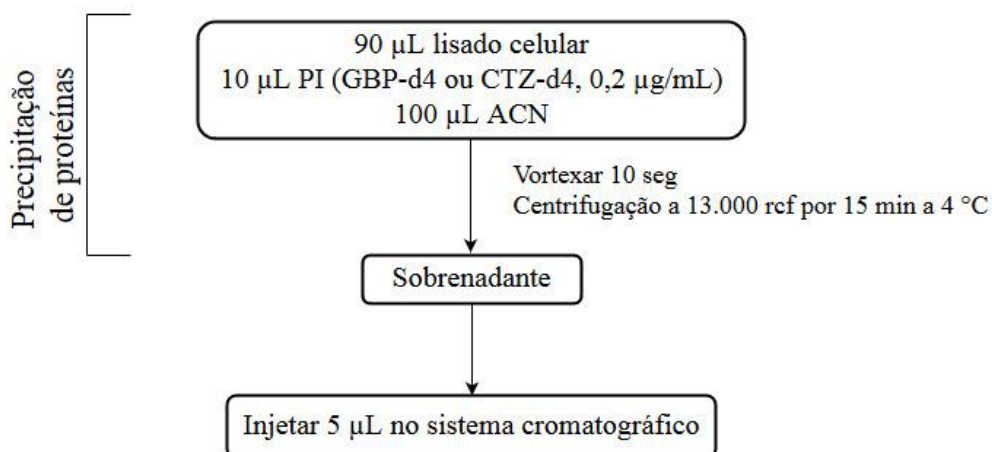 Precipitação
de proteínas
90 µL lisado celular
10 µL PI (GBP-d4 ou CTZ-d4, 0,2 µg/mL)
100 µL ACN
Vortexar 10 seg
Centrifugação a 13.000 rcf por 15 min a 4 °C
Sobrenadante
Injetar 5 µL no sistema cromatográfico